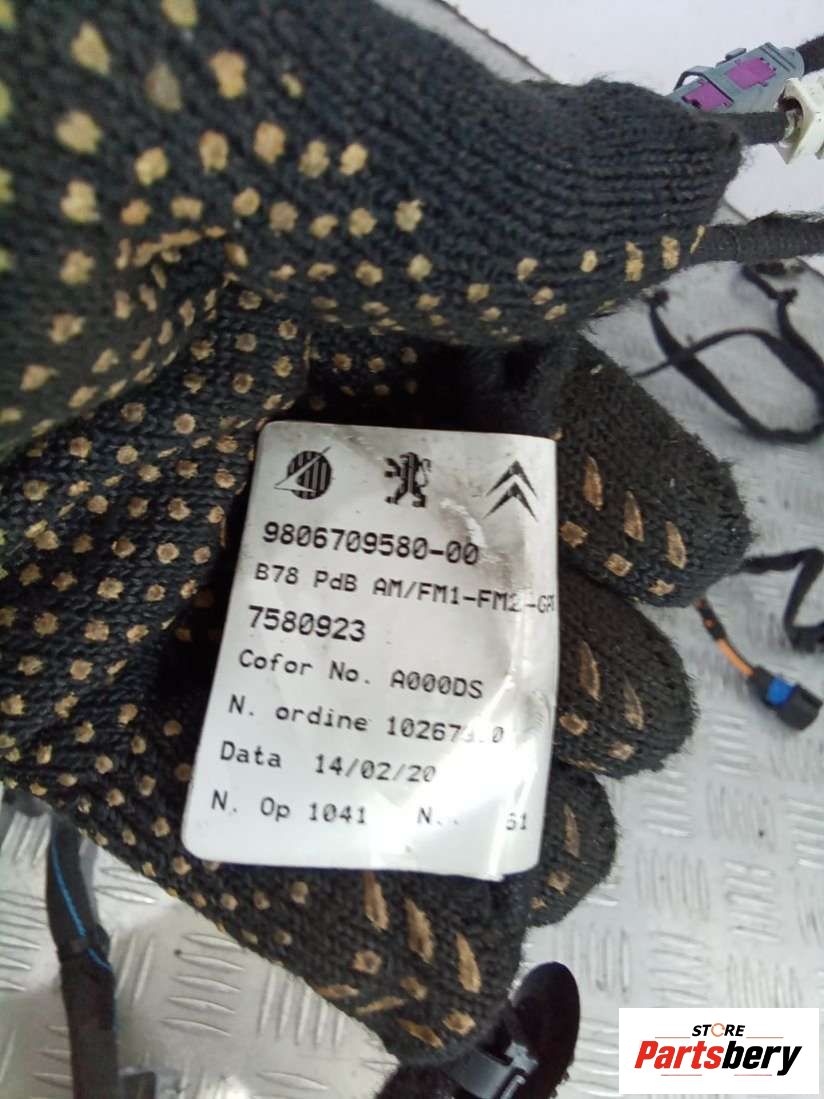 9806709580-00
B78 PdB AM/FM1-FM2
7580923
Cofor No. A000DS
N. ordine
Data 14/02/20
N. Op 1041 N.
STORE
Partsbery